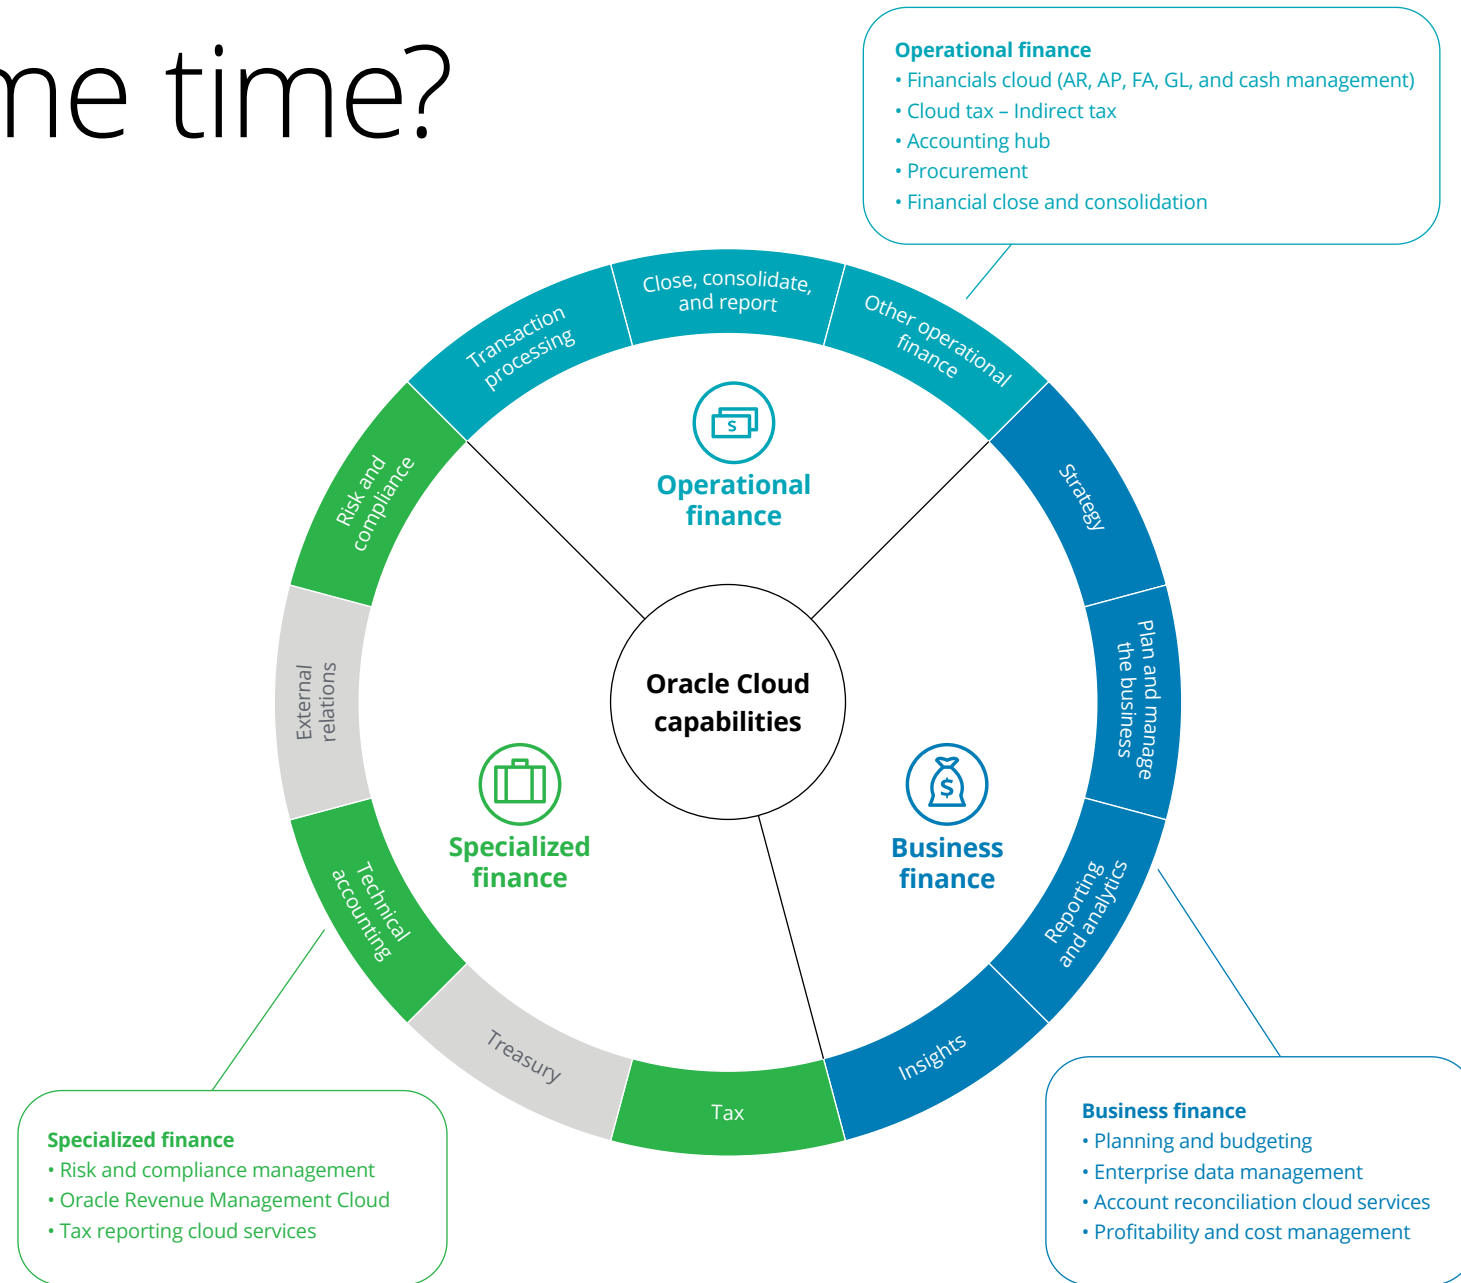 me time?
Operational finance
• Financials cloud (AR, AP, FA, GL, and cash management)
• Cloud tax – Indirect tax
• Accounting hub
• Procurement
• Financial close and consolidation
Transaction
processing
Close, consolidate,
and report
Other operational
finance
Strategy
Plan and manage
the business
Reporting
and analytics
Insights
Tax
Treasury
Technical
accounting
External
relations
Risk and
compliance
Operational
finance
Oracle Cloud
capabilities
Specialized
finance
Business
finance
Specialized finance
• Risk and compliance management
• Oracle Revenue Management Cloud
• Tax reporting cloud services
Business finance
• Planning and budgeting
• Enterprise data management
• Account reconciliation cloud services
• Profitability and cost management